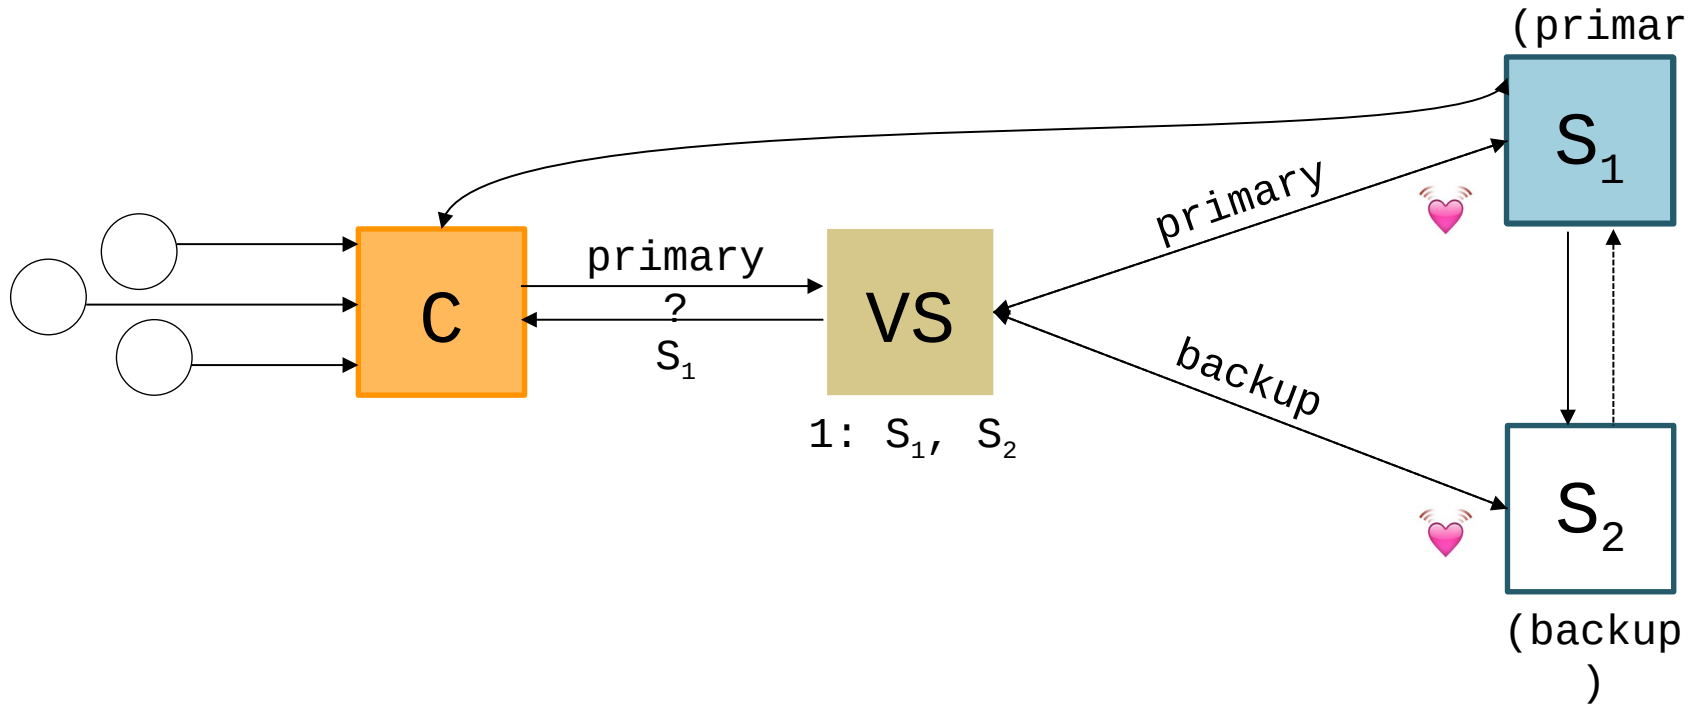 (primar
S1
primary
primary
?
C
VS
S1
backup
1: S1, S2
S2
(backup
)